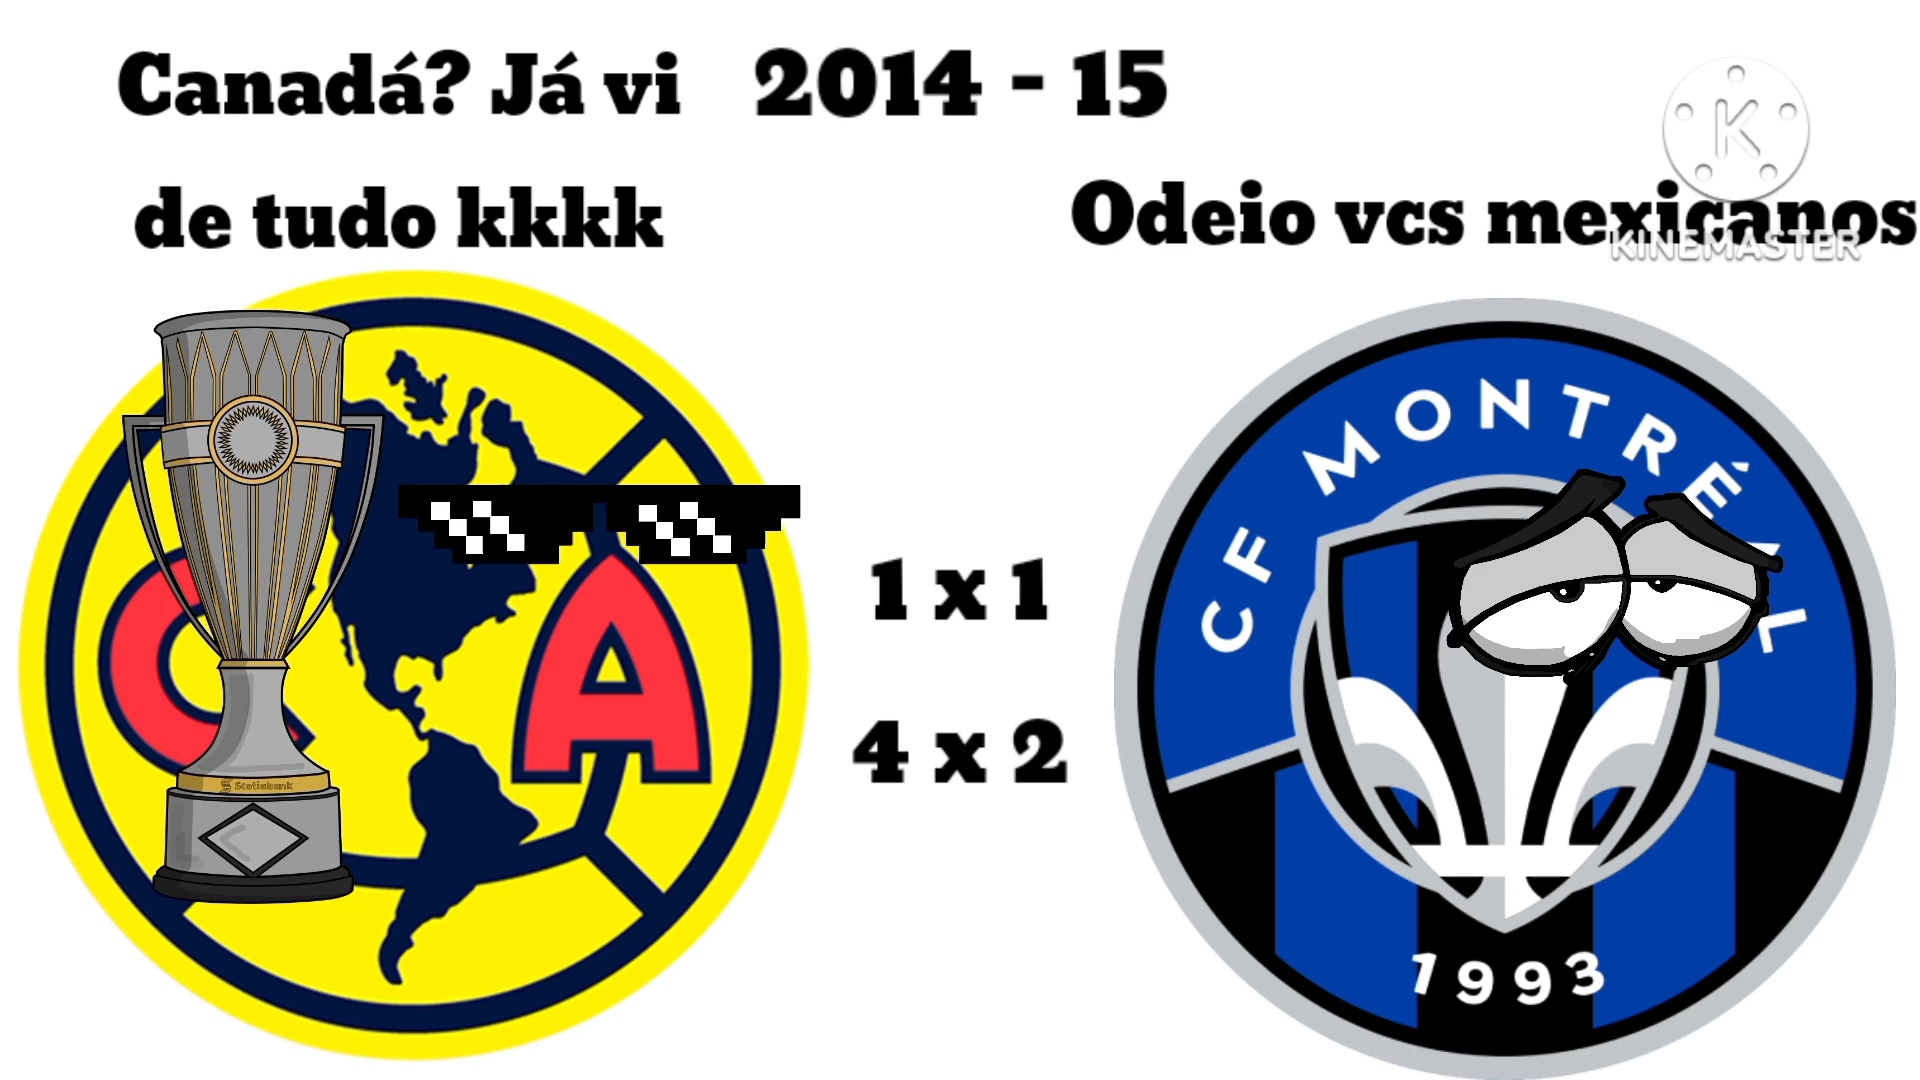 Canadá? Já vi
de tudo kkkk
2014 - 15
Odeio vcs mexicanos
K
KINEMASTER
C A
Scotiabank
1 x 1
4 x 2
CF MONTRÉAL
1993